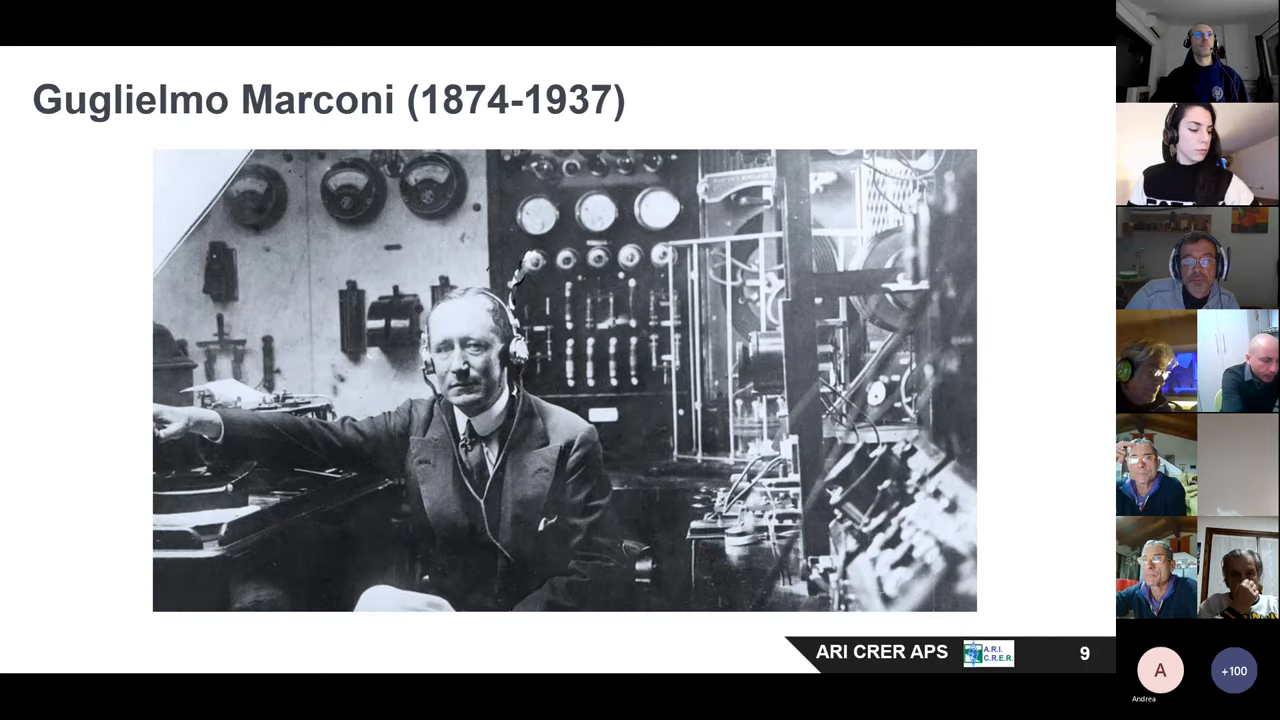 Guglielmo Marconi (1874-1937)
ARI CRER APS
A.R.I.
C.R.E.R.
9
A
+100
Andrea